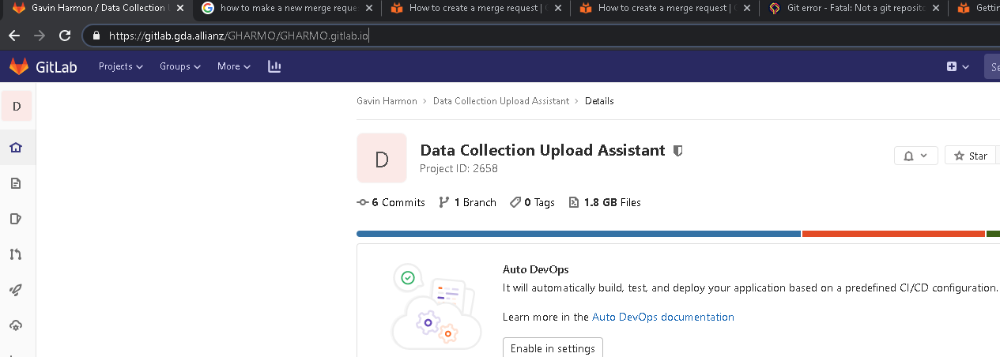 Gavin Harmon / Data Collection
how to make a new merge reque
How to create a merge request |
How to create a merge request |
Git error - Fatal: Not a git reposit
Gettin
https://gitlab.gda.allianz/GHARMO/GHARMO.gitlab.io
GitLab Projects Groups More Se
D
Gavin Harmon > Data Collection Upload Assistant > Details
D
Data Collection Upload Assistant
Project ID: 2658
Star
6 Commits 1 Branch 0 Tags 1.8 GB Files
Auto DevOps
It will automatically build, test, and deploy your application based on a predefined CI/CD configuration.
Learn more in the Auto DevOps documentation
Enable in settings